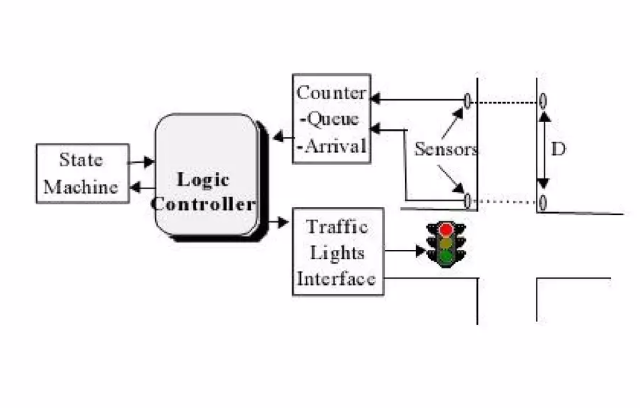 Counter
-Queue
-Arrival
Sensors
D
State
Machine
Logic
Controller
Traffic
Lights
Interface